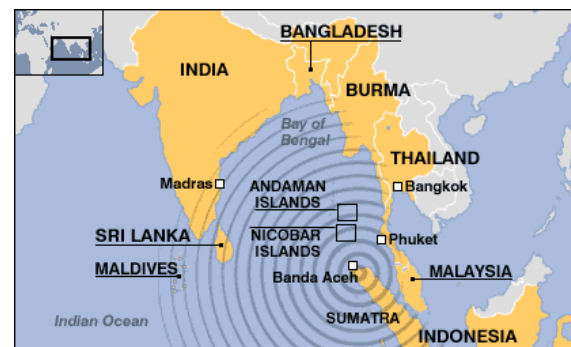 BANGLADESH
INDIA
BURMA
Bay of
Bengal
THAILAND
Madras
ANDAMAN
ISLANDS
Bangkok
SRI LANKA
NICOBAR
ISLANDS
Phuket
MALDIVES
Banda Aceh
MALAYSIA
Indian Ocean
SUMATRA
INDONESIA